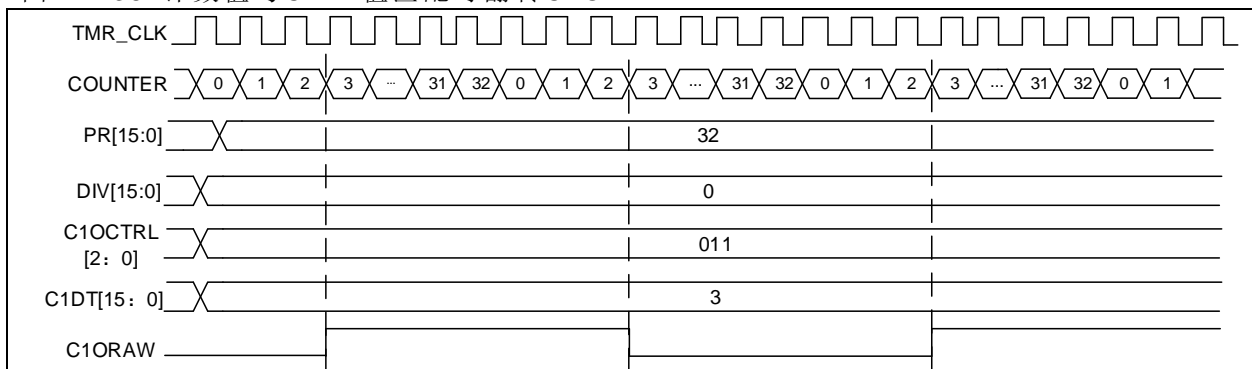 TMR_CLK
COUNTER 0 1 2 3 ... 31 32 0 1 2 3 ... 31 32 0 1 2 3 ... 31 32 0 1
PR[15:0] 32
DIV[15:0] 0
C1OCTRL
[2：0] 011
C1DT[15：0] 3
C1ORAW